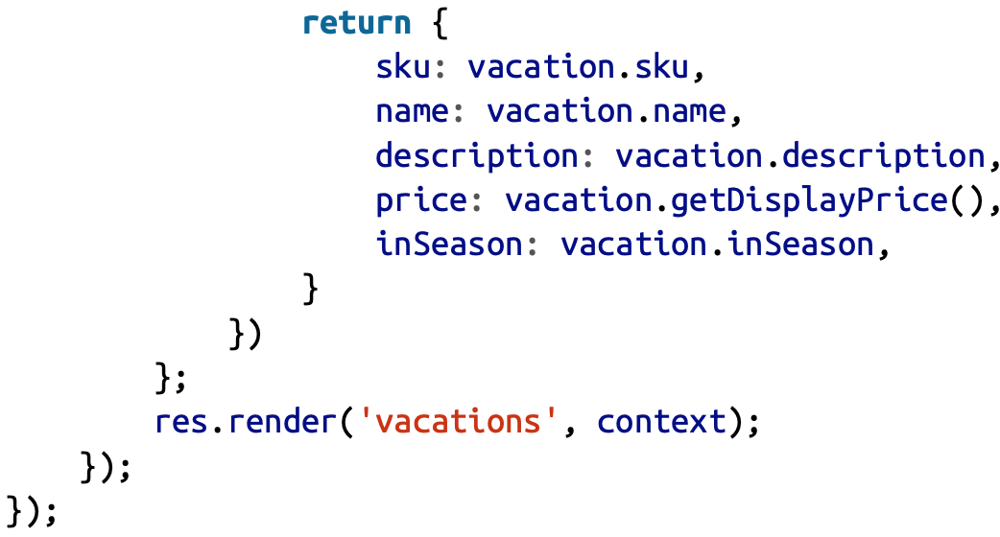 return {
                    sku: vacation.sku,
                    name: vacation.name,
                    description: vacation.description,
                    price: vacation.getDisplayPrice(),
                    inSeason: vacation.inSeason,
                }
            })
        };
        res.render('vacations', context);
    });
});